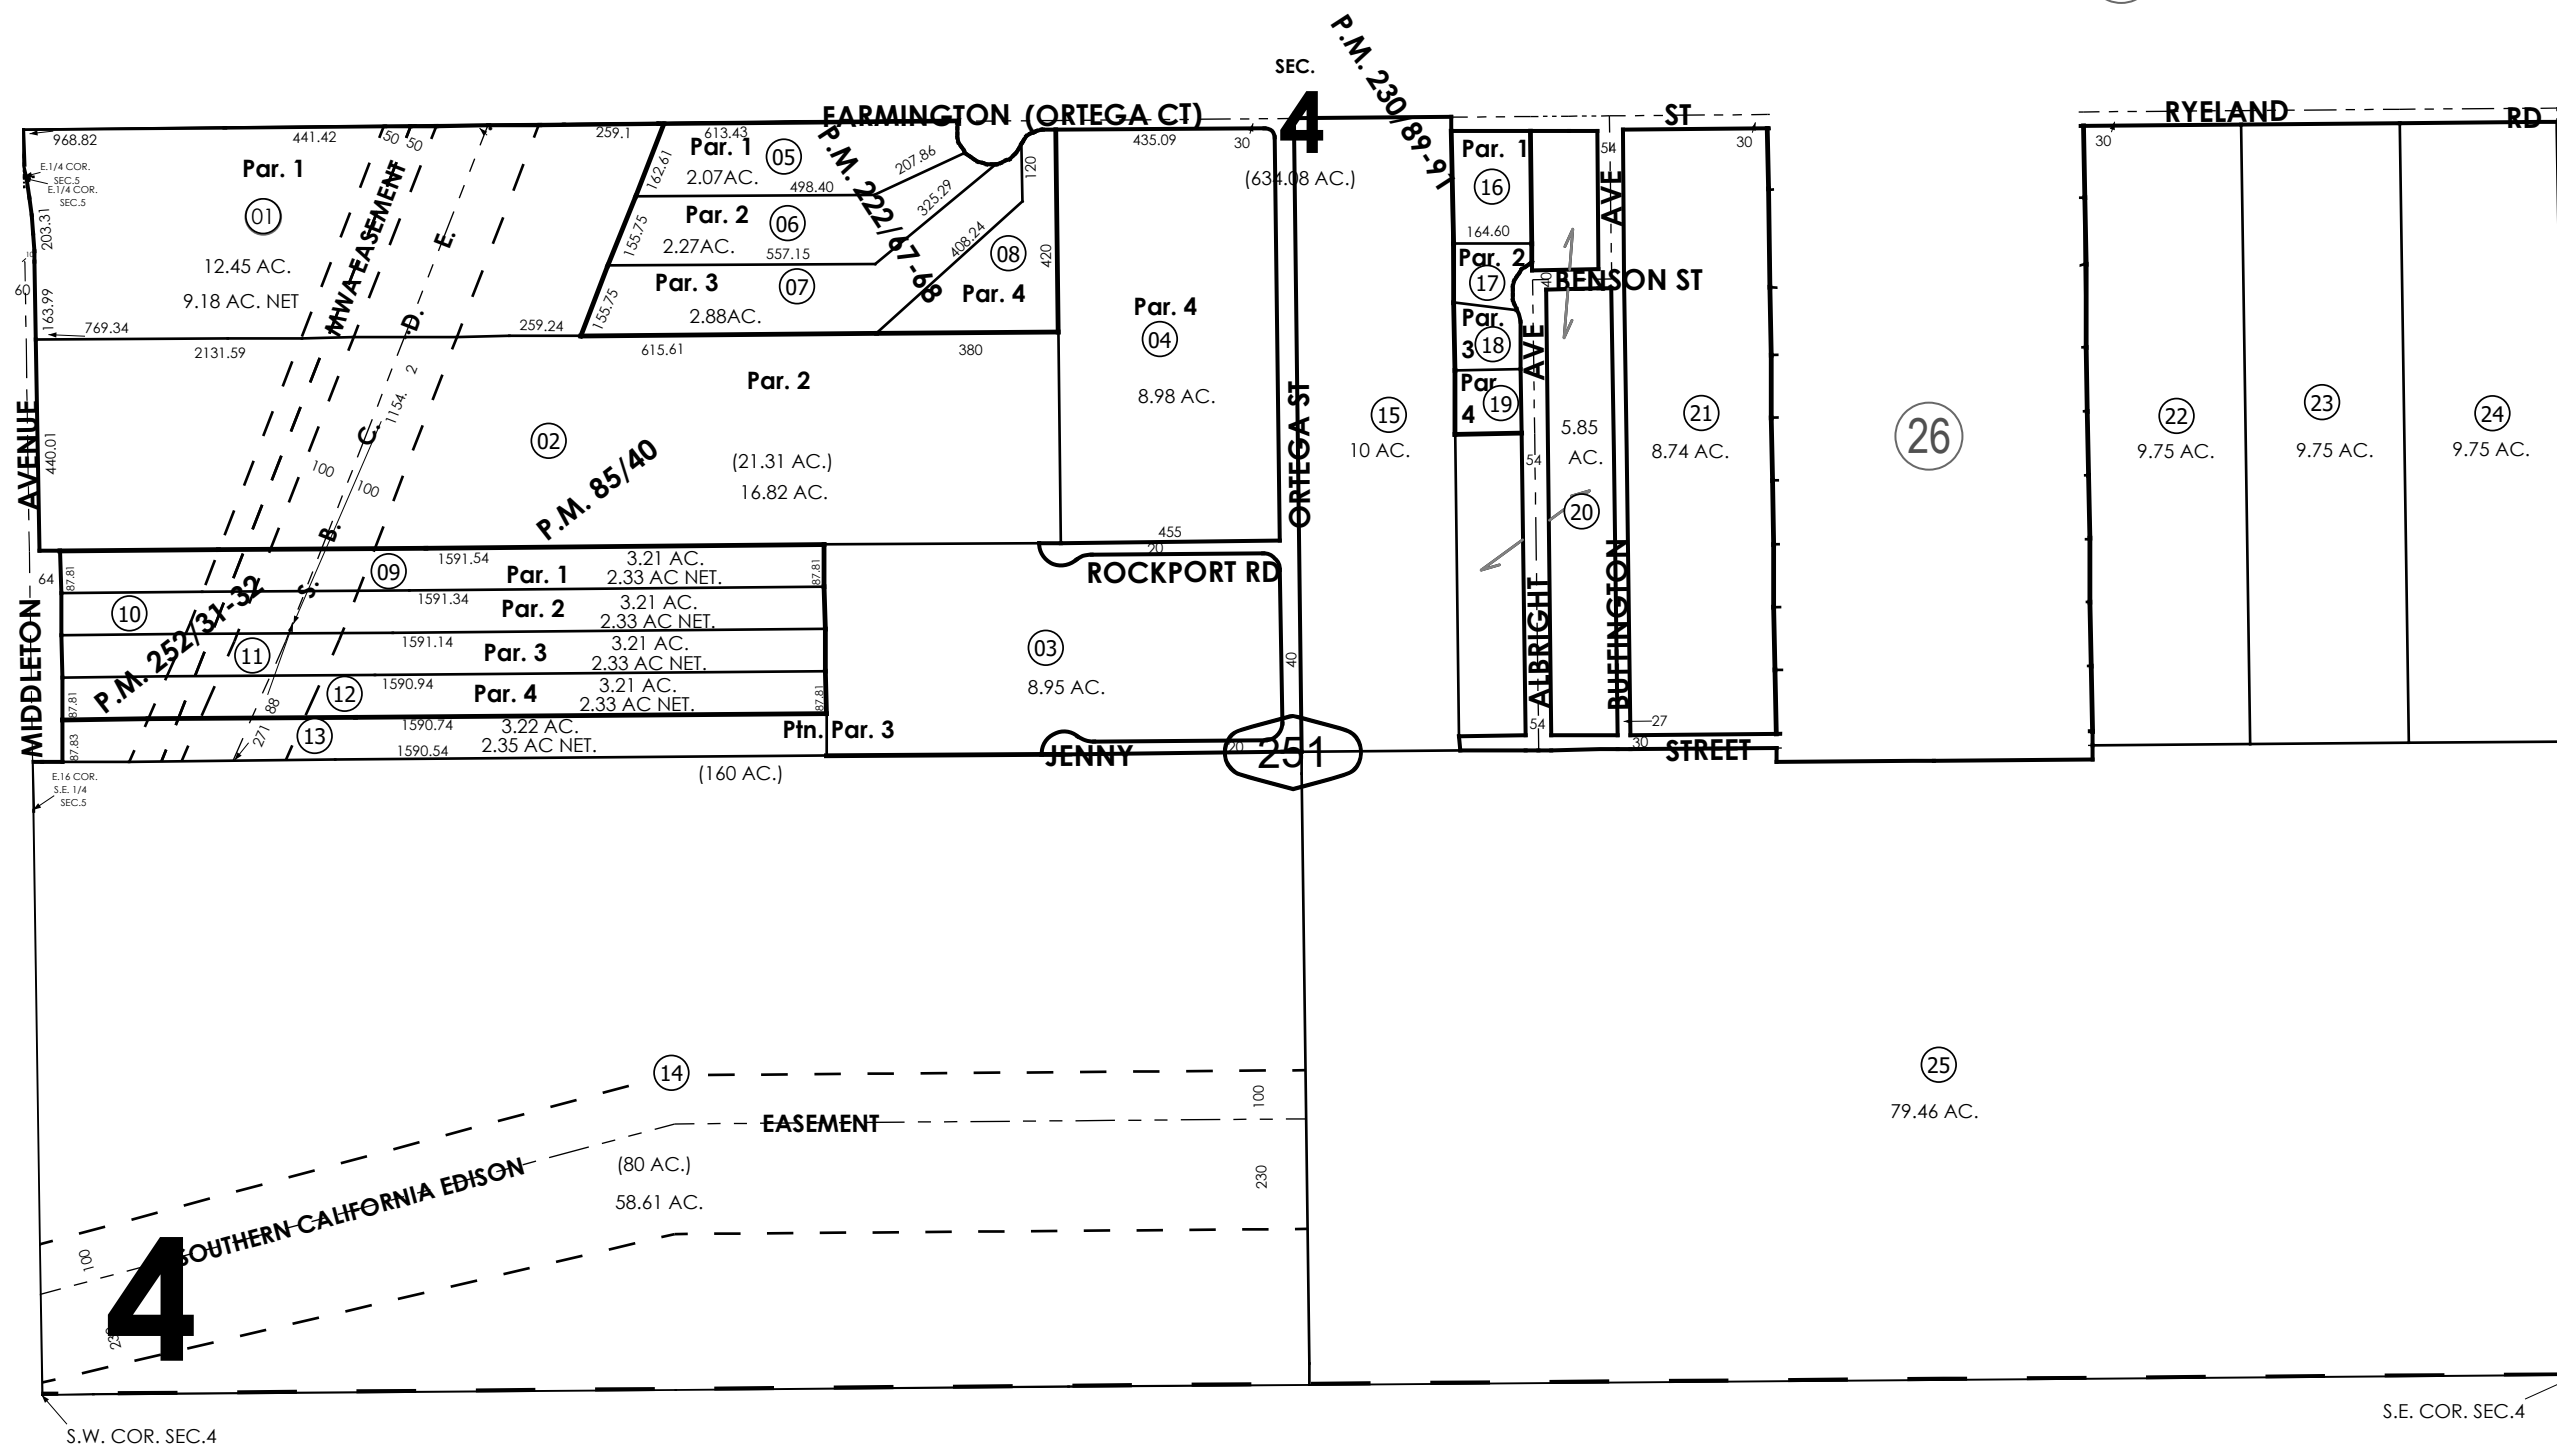 SEC.
4
P.M. 230/89-91
FARMINGTON (ORTEGA CT)
ST
RYELAND
RD
968.82
441.42
50
50
259.1
613.43
435.09
30
30
30
E.1/4 COR.
SEC.5
E.1/4 COR.
SEC.5
Par. 1
01
12.45 AC.
9.18 AC. NET
203.31
163.99
60
769.34
259.24
MWA EASEMENT
S. B. C. D. E.
1154. 2
100
100
271 88
162.61
155.75
155.75
Par. 1
05
2.07AC.
498.40
207.86
Par. 2
06
2.27AC.
557.15
325.29
Par. 3
07
2.88AC.
408.24
P.M. 222/67-68
120
420
08
Par. 4
(634.08 AC.)
Par. 4
04
8.98 AC.
455
20
Par. 1
16
164.60
Par. 2
17
Par.
3
18
Par
4
19
54
AVE
40
BENSON ST
AVE
54
5.85
AC.
20
21
8.74 AC.
26
22
9.75 AC.
23
9.75 AC.
24
9.75 AC.
15
10 AC.
ORTEGA ST
2131.59
615.61
380
Par. 2
02
(21.31 AC.)
16.82 AC.
P.M. 85/40
440.01
AVENUE
MIDDLETON
64
87.81
1591.54
3.21 AC.
87.81
09
Par. 1
2.33 AC NET.
1591.34
3.21 AC.
10
Par. 2
2.33 AC NET.
1591.14
3.21 AC.
11
Par. 3
2.33 AC NET.
P.M. 252/31-32
87.81
1590.94
3.21 AC.
87.81
12
Par. 4
2.33 AC NET.
87.83
13
1590.74
3.22 AC.
1590.54
2.35 AC NET.
Ptn. Par. 3
(160 AC.)
ROCKPORT RD
03
8.95 AC.
40
ALBRIGHT
BUFFINGTON
54
27
30
JENNY
20
251
STREET
E.16 COR.
S.E. 1/4
SEC.5
14
100
EASEMENT
(80 AC.)
230
58.61 AC.
SOUTHERN CALIFORNIA EDISON
100
4
25
79.46 AC.
S.W. COR. SEC.4
S.E. COR. SEC.4